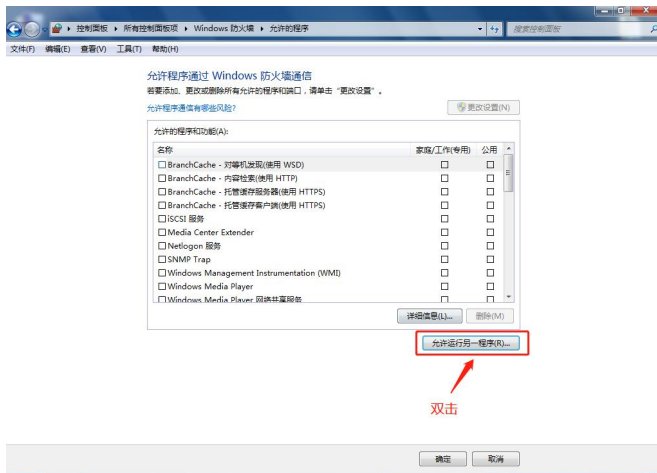 控制面板 ▸ 所有控制面板项 ▸ Windows 防火墙 ▸ 允许的程序
搜索控制面板
文件(F) 编辑(E) 查看(V) 工具(T) 帮助(H)
允许程序通过 Windows 防火墙通信
若要添加、更改或删除所有允许的程序和端口，请单击“更改设置”。
允许程序通信有哪些风险?
更改设置(N)
允许的程序和功能(A):
名称 家庭/工作(专用) 公用
BranchCache - 对等机发现(使用 WSD)
BranchCache - 内容检索(使用 HTTP)
BranchCache - 托管缓存服务器(使用 HTTPS)
BranchCache - 托管缓存客户端(使用 HTTPS)
iSCSI 服务
Media Center Extender
Netlogon 服务
SNMP Trap
Windows Management Instrumentation (WMI)
Windows Media Player
Windows Media Player 网络共享服务
详细信息(L)... 删除(M)
允许运行另一程序(R)...
双击
确定 取消